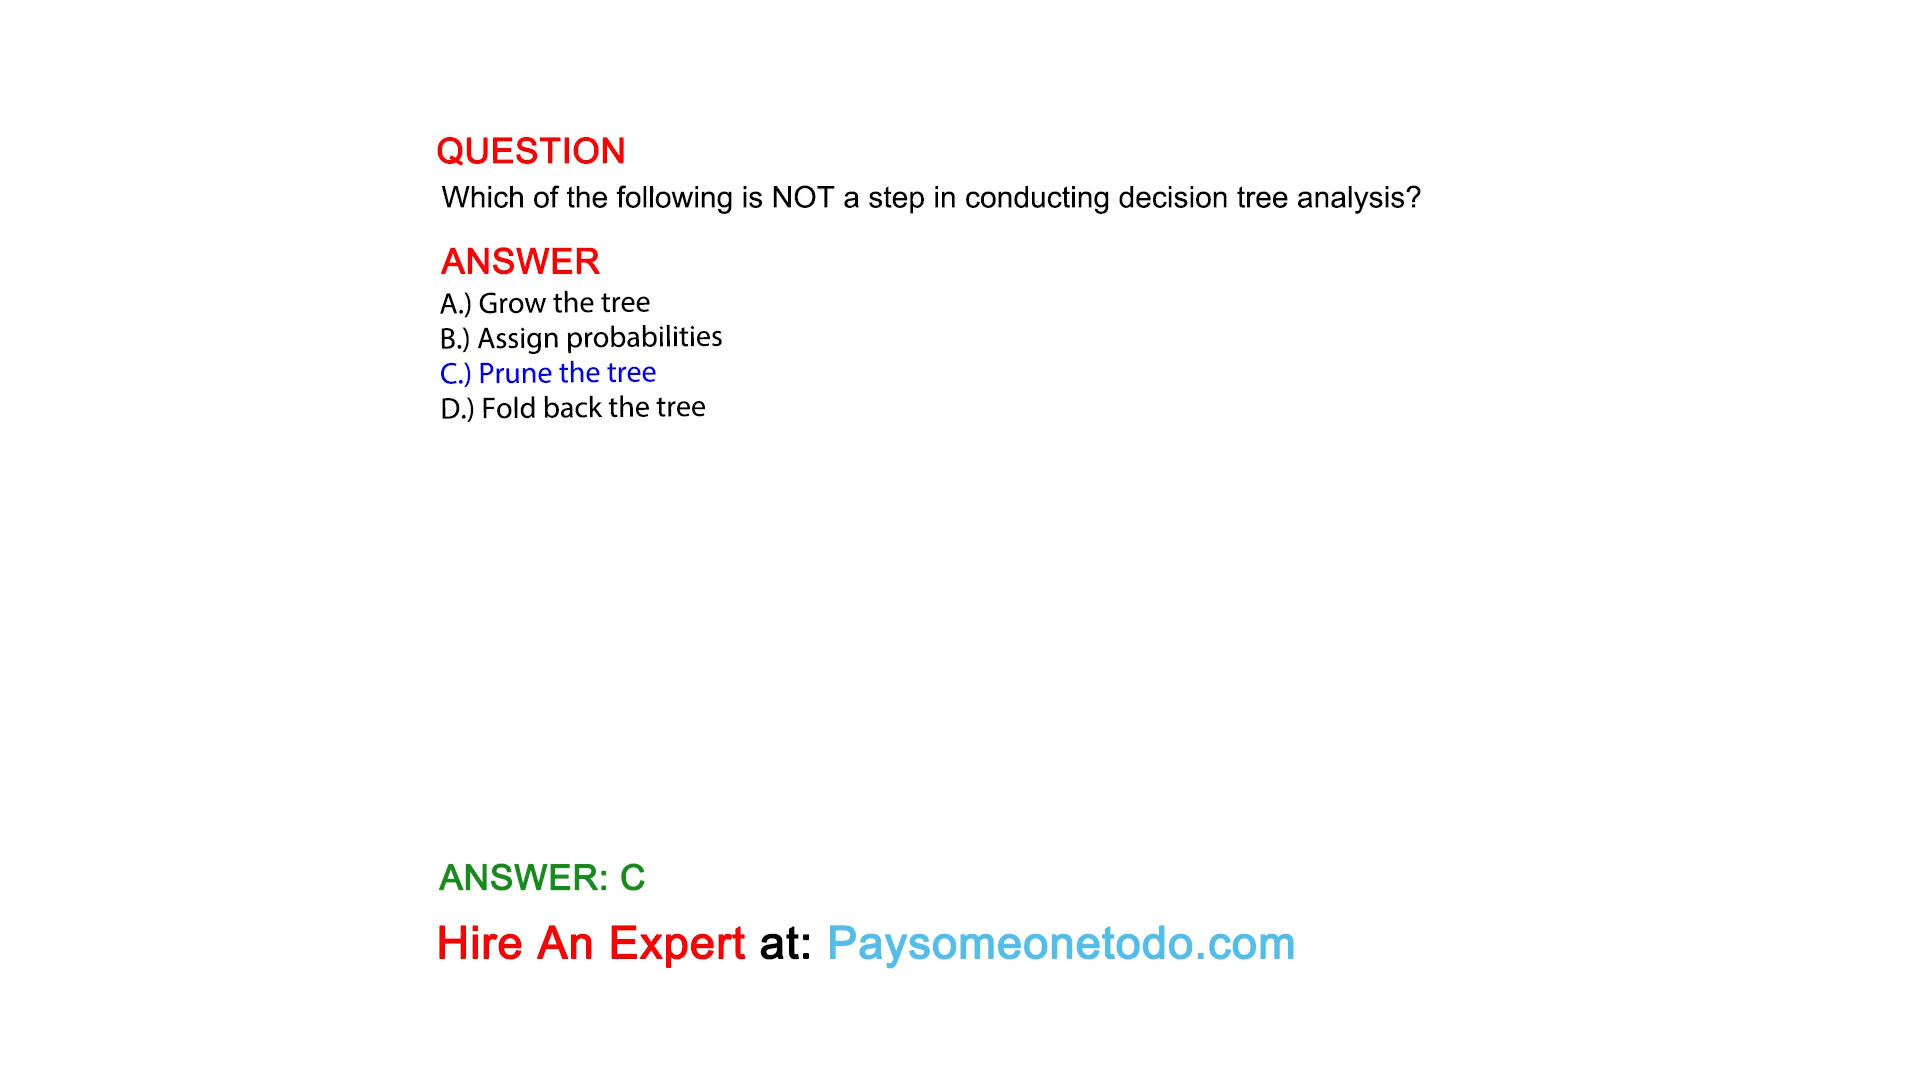 QUESTION
Which of the following is NOT a step in conducting decision tree analysis?
ANSWER
A.) Grow the tree
B.) Assign probabilities
C.) Prune the tree
D.) Fold back the tree
ANSWER: C
Hire An Expert at: Paysomeonetodo.com